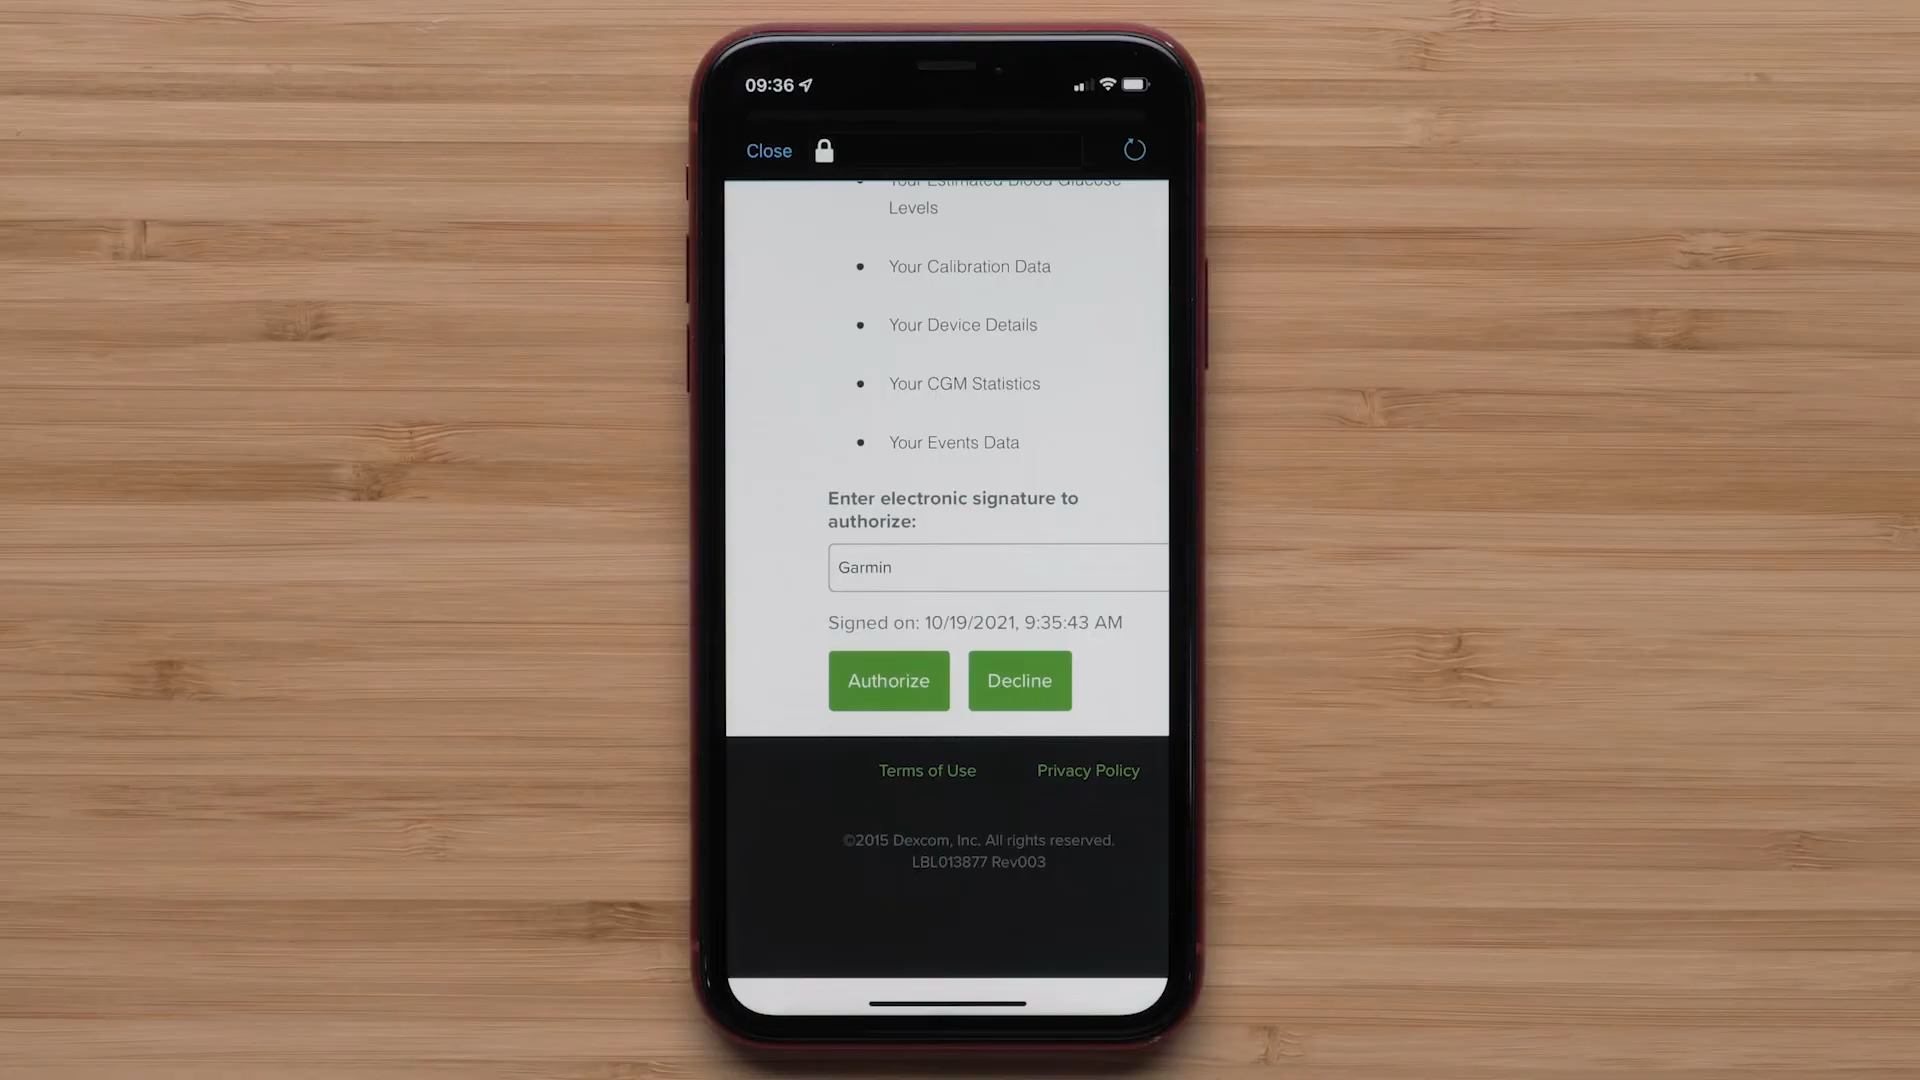 09:36
Close
Your Estimated Blood Glucose
Levels
Your Calibration Data
Your Device Details
Your CGM Statistics
Your Events Data
Enter electronic signature to
authorize:
Garmin
Signed on: 10/19/2021, 9:35:43 AM
Authorize Decline
Terms of Use Privacy Policy
©2015 Dexcom, Inc. All rights reserved.
LBL013877 Rev003